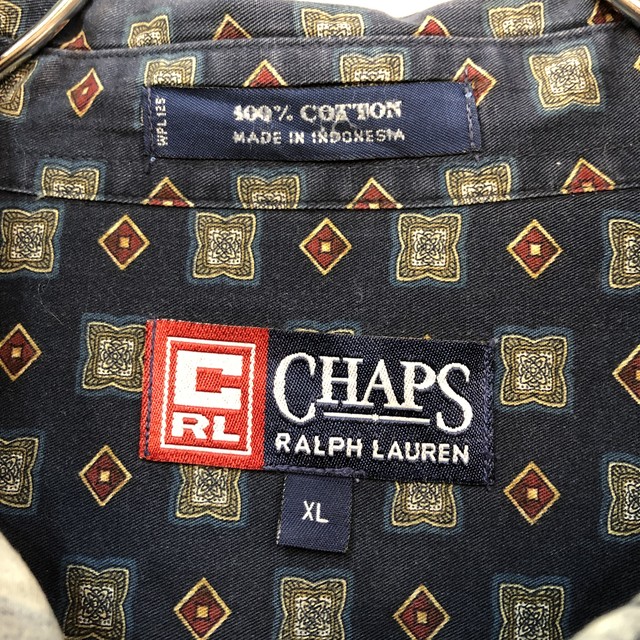 WPL125
100% COTTON
MADE IN INDONESIA
C
RL
CHAPS
RALPH LAUREN
XL